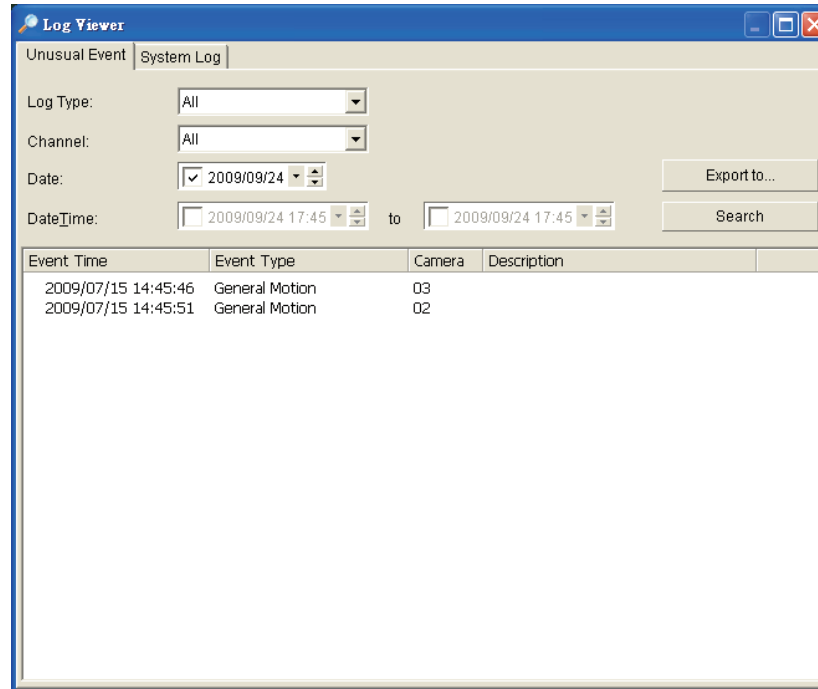 Log Viewer
Unusual Event System Log
Log Type: All
Channel: All
Date: 2009/09/24 Export to...
DateTime: 2009/09/24 17:45 to 2009/09/24 17:45 Search
Event Time Event Type Camera Description
2009/07/15 14:45:46 General Motion 03
2009/07/15 14:45:51 General Motion 02